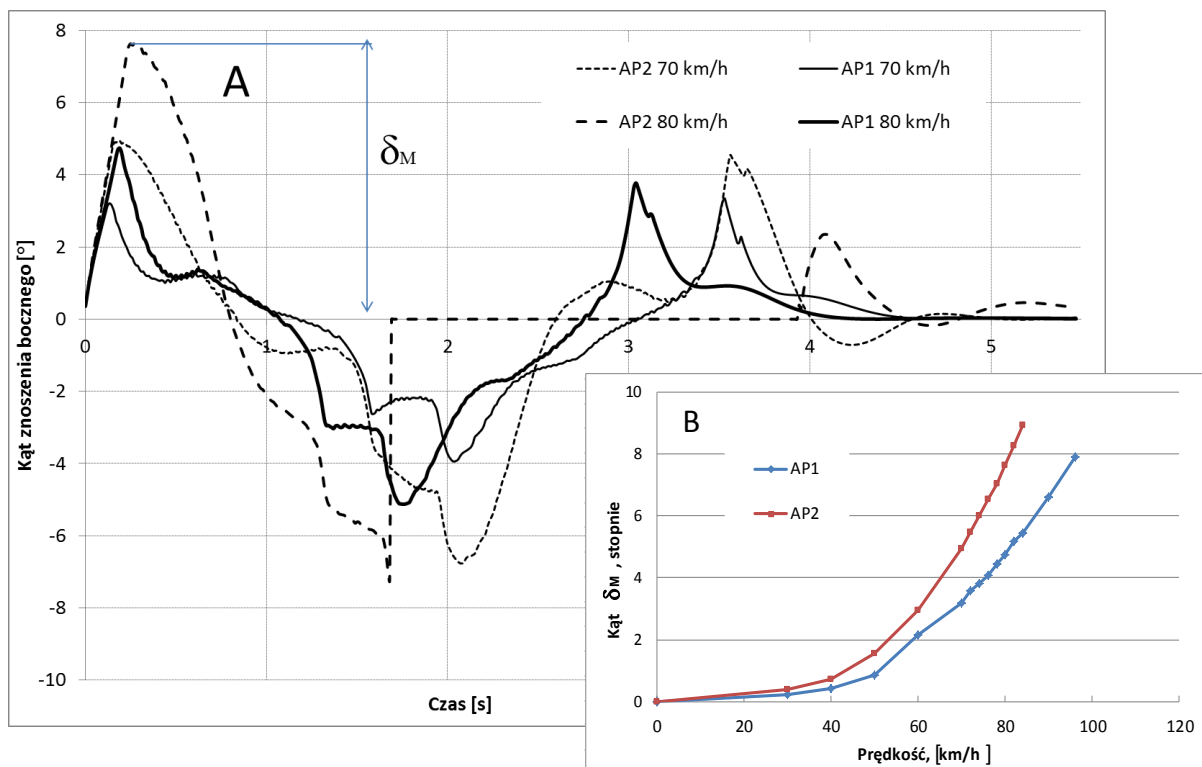 A
δM
AP2 70 km/h
AP1 70 km/h
AP2 80 km/h
AP1 80 km/h
8
6
4
2
0
-2
-4
-6
-8
-10
0
1
2
3
4
5
Kąt znoszenia bocznego [°]
Czas [s]
B
AP1
AP2
10
8
6
4
2
0
0
20
40
60
80
100
120
Kąt δM , stopnie
Prędkość, [km/h ]